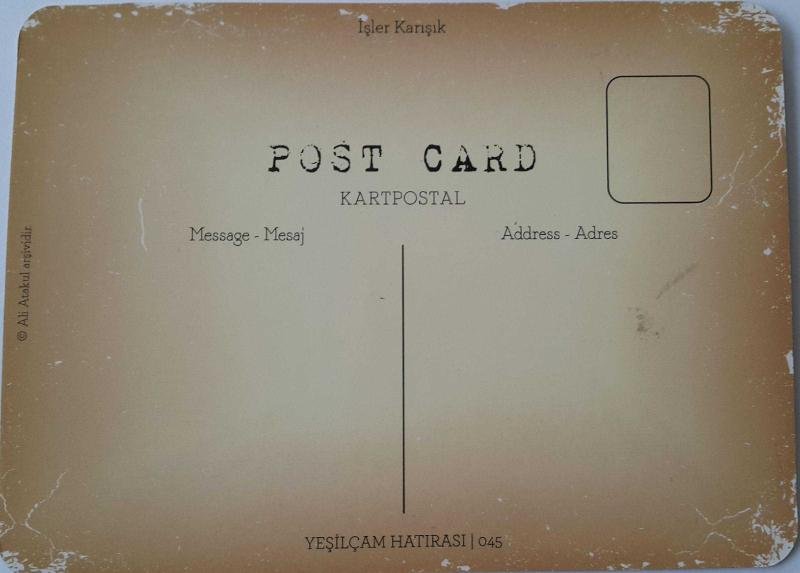 İşler Karışık
POST CARD
KARTPOSTAL
Message - Mesaj
Address - Adres
© Ali Atakul arşividir.
YEŞİLÇAM HATIRASI | 045